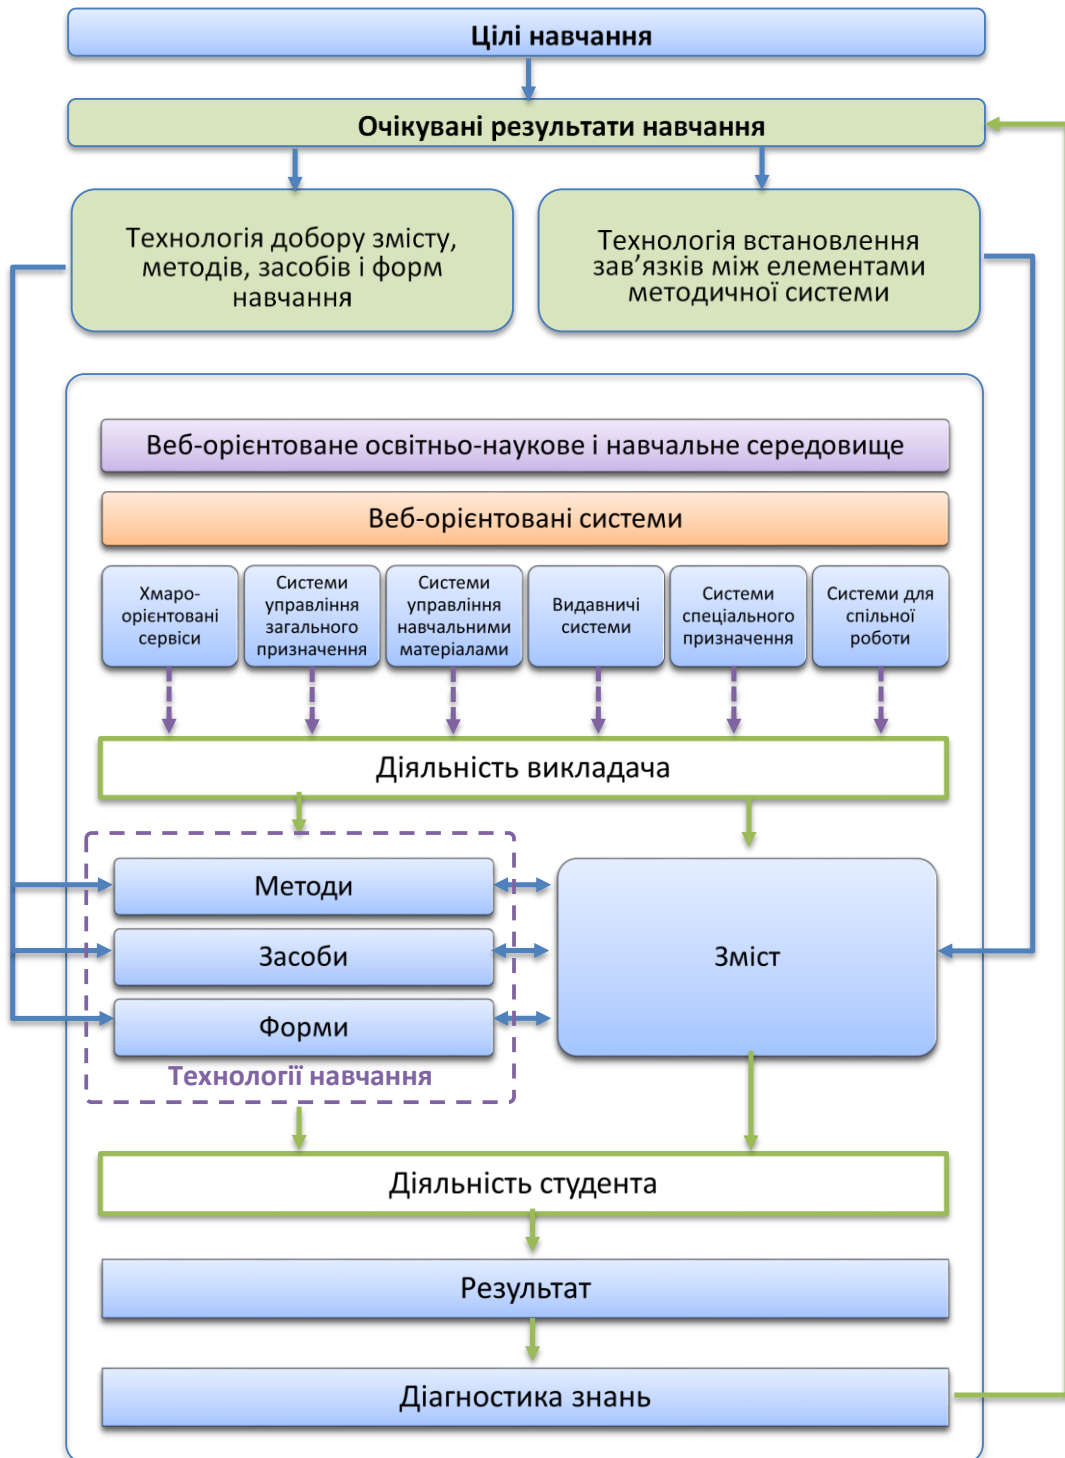 Цілі навчання
Очікувані результати навчання
Технологія добору змісту,
методів, засобів і форм
навчання
Технологія встановлення
зав’язків між елементами
методичної системи
Веб-орієнтоване освітньо-наукове і навчальне середовище
Веб-орієнтовані системи
Хмаро-
орієнтовані
сервіси
Системи
управління
загального
призначення
Системи
управління
навчальними
матеріалами
Видавничі
системи
Системи
спеціального
призначення
Системи для
спільної
роботи
Діяльність викладача
Методи
Засоби
Форми
Технології навчання
Зміст
Діяльність студента
Результат
Діагностика знань